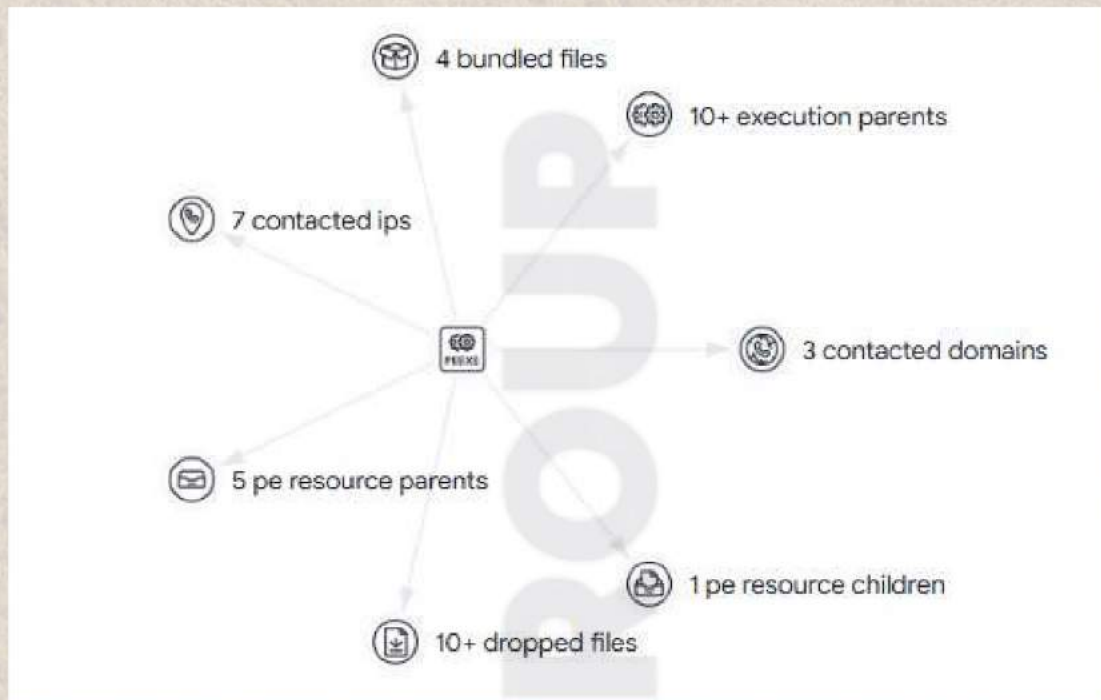 4 bundled files
10+ execution parents
7 contacted ips
PEEXE
3 contacted domains
5 pe resource parents
1 pe resource children
10+ dropped files
ROUP